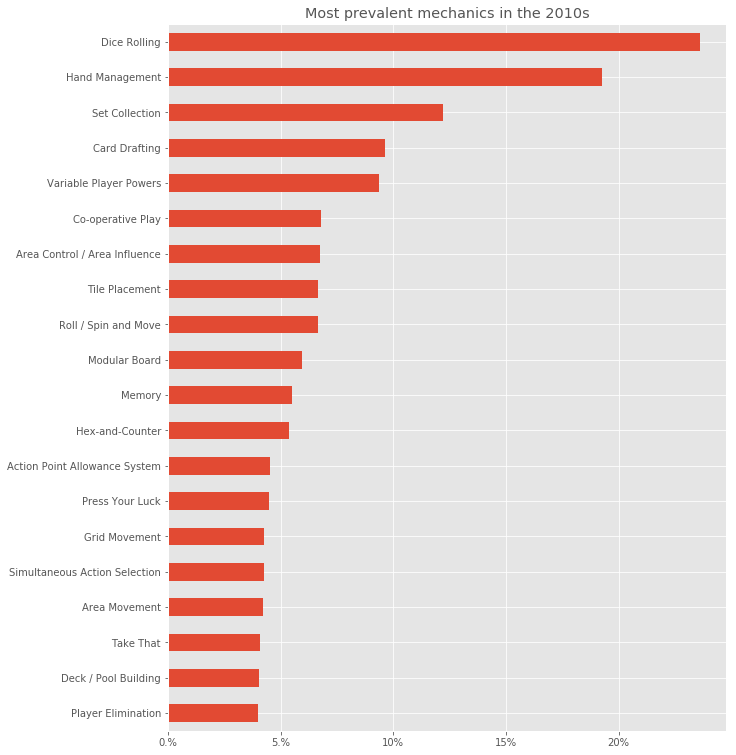 Most prevalent mechanics in the 2010s
Dice Rolling
Hand Management
Set Collection
Card Drafting
Variable Player Powers
Co-operative Play
Area Control / Area Influence
Tile Placement
Roll / Spin and Move
Modular Board
Memory
Hex-and-Counter
Action Point Allowance System
Press Your Luck
Grid Movement
Simultaneous Action Selection
Area Movement
Take That
Deck / Pool Building
Player Elimination
0.% 5.% 10% 15% 20%